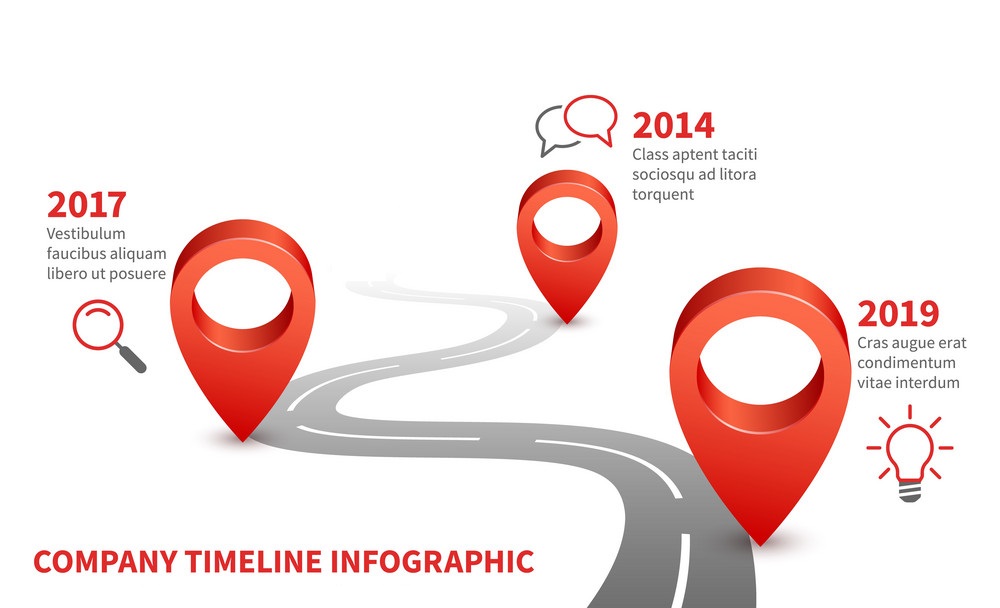 2014
Class aptent taciti
sociosqu ad litora
torquent
2017
Vestibulum
faucibus aliquam
libero ut posuere
2019
Cras augue erat
condimentum
vitae interdum
COMPANY TIMELINE INFOGRAPHIC